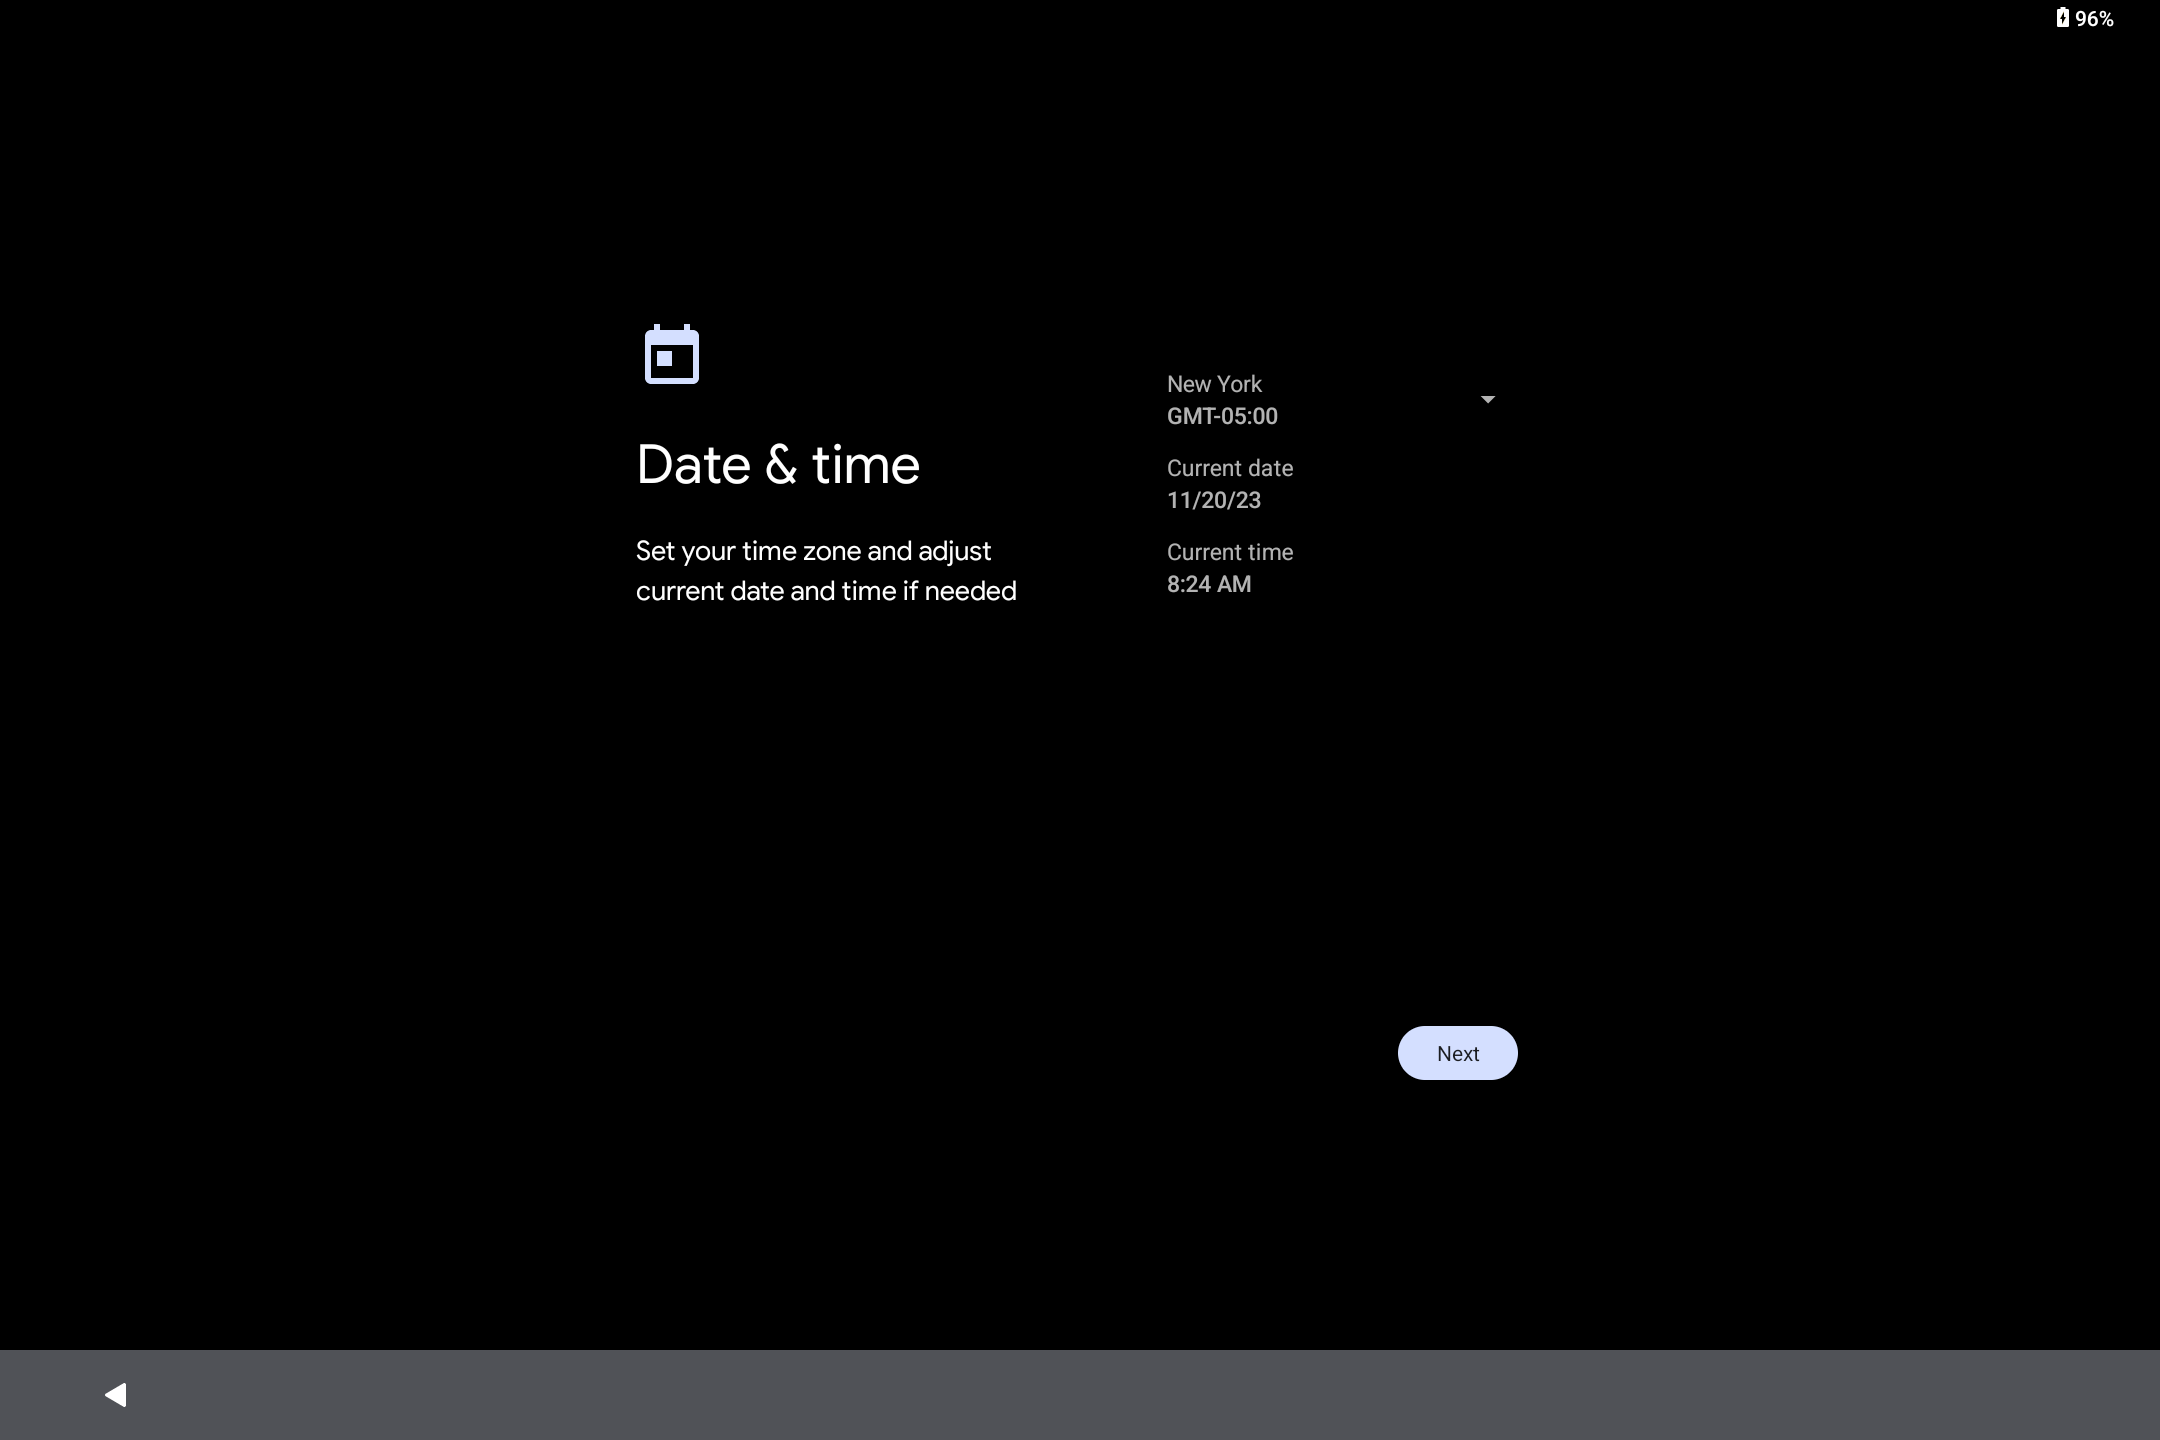 96%
Date & time
Set your time zone and adjust
current date and time if needed
New York
GMT-05:00
Current date
11/20/23
Current time
8:24 AM
Next